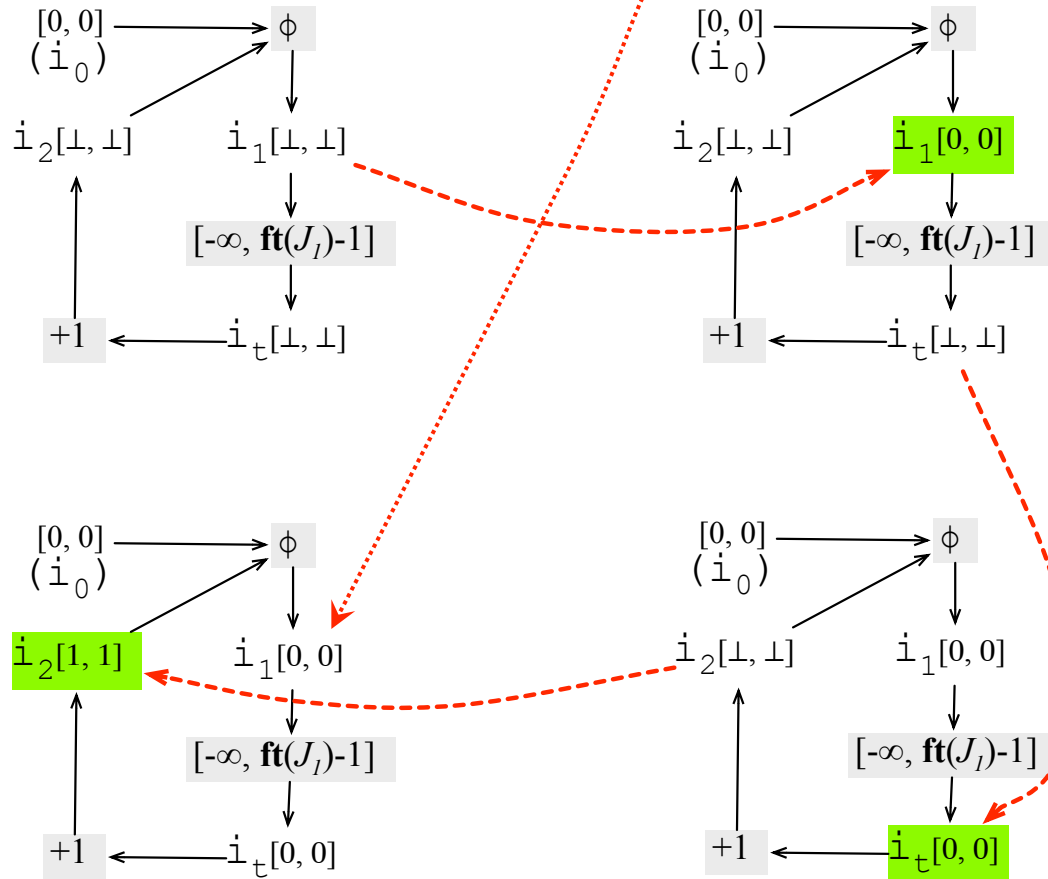 [0, 0] ϕ
(i₀)
i₂[⊥, ⊥] i₁[⊥, ⊥]
[-∞, ft(J₁)-1]
+1 iₜ[⊥, ⊥]
[0, 0] ϕ
(i₀)
i₂[⊥, ⊥] i₁[0, 0]
[-∞, ft(J₁)-1]
+1 iₜ[⊥, ⊥]
[0, 0] ϕ
(i₀)
i₂[1, 1] i₁[0, 0]
[-∞, ft(J₁)-1]
+1 iₜ[0, 0]
[0, 0] ϕ
(i₀)
i₂[⊥, ⊥] i₁[0, 0]
[-∞, ft(J₁)-1]
+1 iₜ[0, 0]